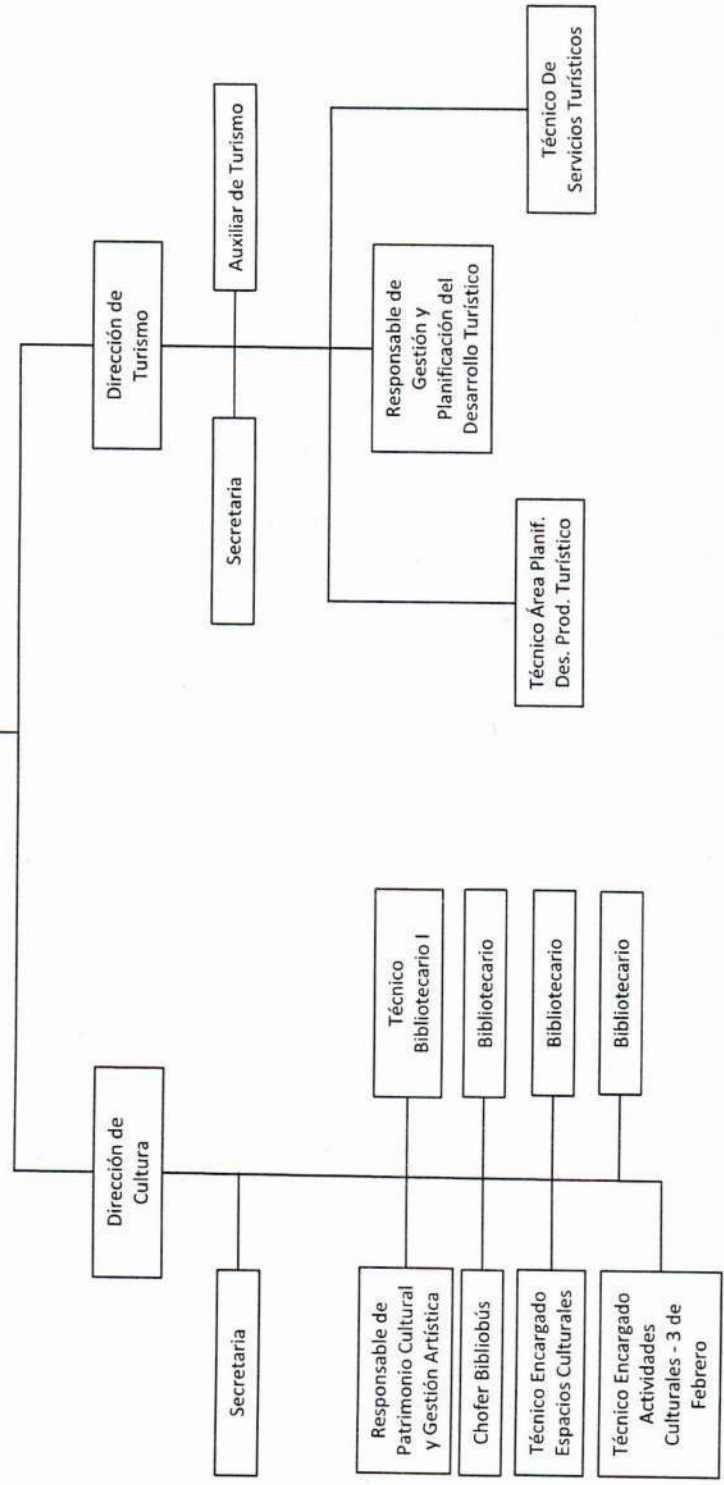 Dirección de
Cultura
Secretaria
Responsable de
Patrimonio Cultural
y Gestión Artística
Técnico
Bibliotecario I
Chofer Bibliobús
Bibliotecario
Técnico Encargado
Espacios Culturales
Bibliotecario
Técnico Encargado
Actividades
Culturales - 3 de
Febrero
Bibliotecario
Dirección de
Turismo
Secretaria
Auxiliar de Turismo
Responsable de
Gestión y
Planificación del
Desarrollo Turístico
Técnico Área Planif.
Des. Prod. Turístico
Técnico De
Servicios Turísticos